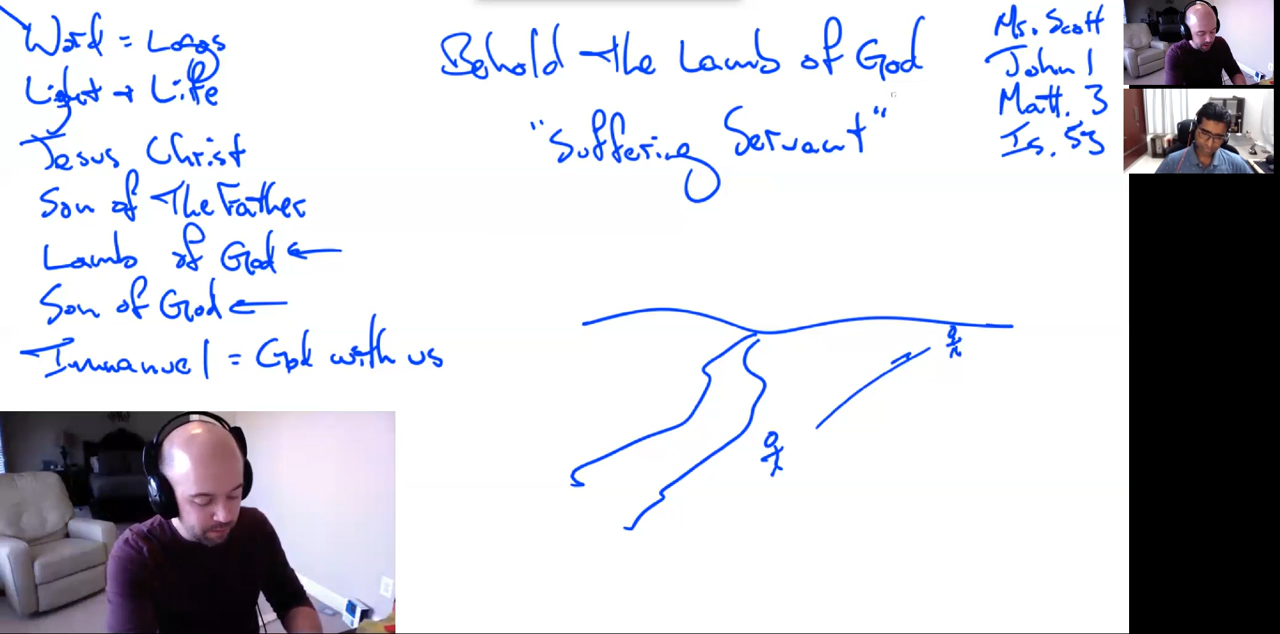 Word = Logos
Light + Life
Jesus Christ
Son of The Father
Lamb of God ←
Son of God ←
Immanuel = God with us
Behold The Lamb of God
"Suffering Servant"
Ms. Scott
John 1
Matt. 3
Is. 53